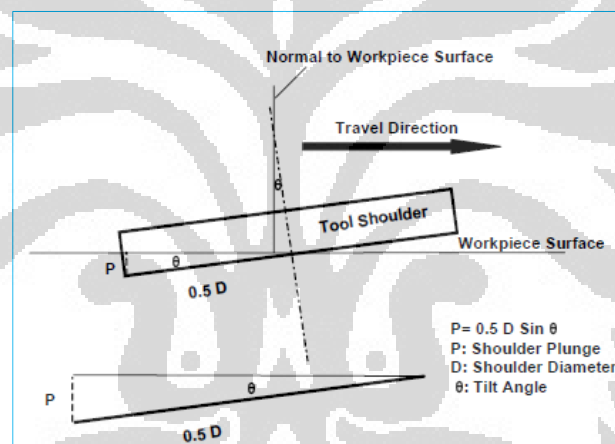 Normal to Workpiece Surface
Travel Direction
θ
Tool Shoulder
Workpiece Surface
P
θ
0.5 D
P= 0.5 D Sin θ
P: Shoulder Plunge
D: Shoulder Diameter
θ: Tilt Angle
θ
P
0.5 D